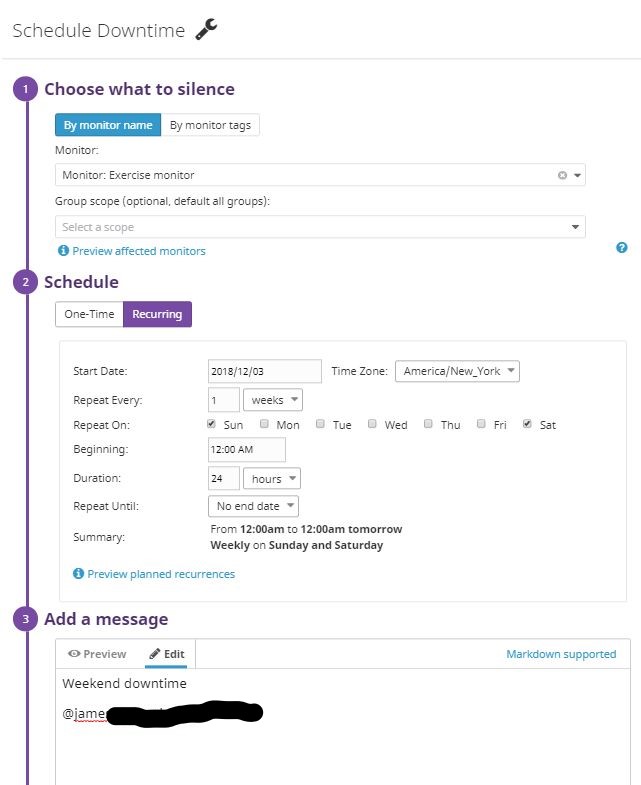 Schedule Downtime
1 Choose what to silence
By monitor name By monitor tags
Monitor:
Monitor: Exercise monitor
Group scope (optional, default all groups):
Select a scope
Preview affected monitors
2 Schedule
One-Time Recurring
Start Date: 2018/12/03 Time Zone: America/New_York
Repeat Every: 1 weeks
Repeat On: Sun Mon Tue Wed Thu Fri Sat
Beginning: 12:00 AM
Duration: 24 hours
Repeat Until: No end date
Summary: From 12:00am to 12:00am tomorrow
Weekly on Sunday and Saturday
Preview planned recurrences
3 Add a message
Preview Edit Markdown supported
Weekend downtime